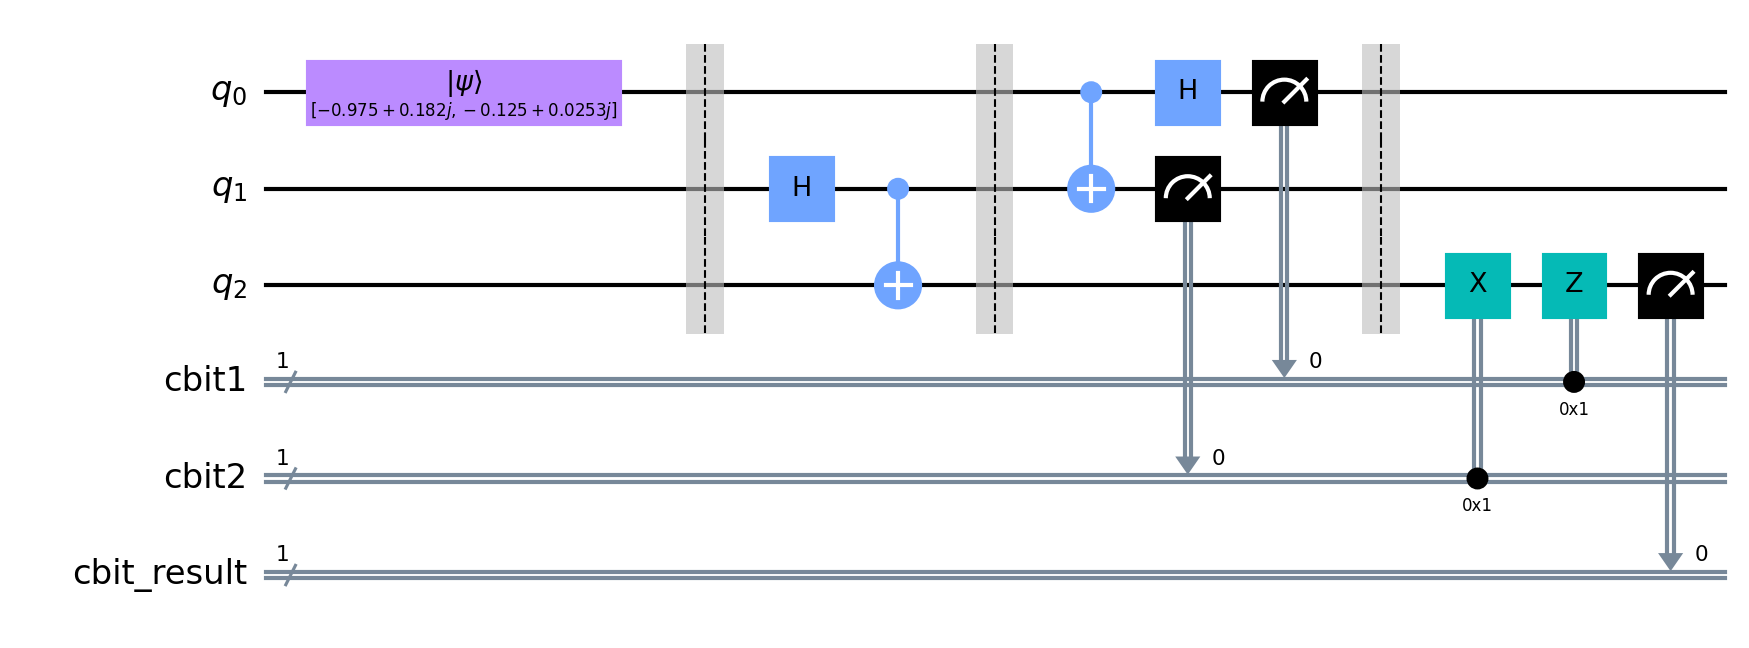 q0 |ψ⟩ H
[−0.975 + 0.182j, −0.125 + 0.0253j]
q1 H
q2 X Z
cbit1 1 0
0x1
cbit2 1 0
0x1
cbit_result 1 0